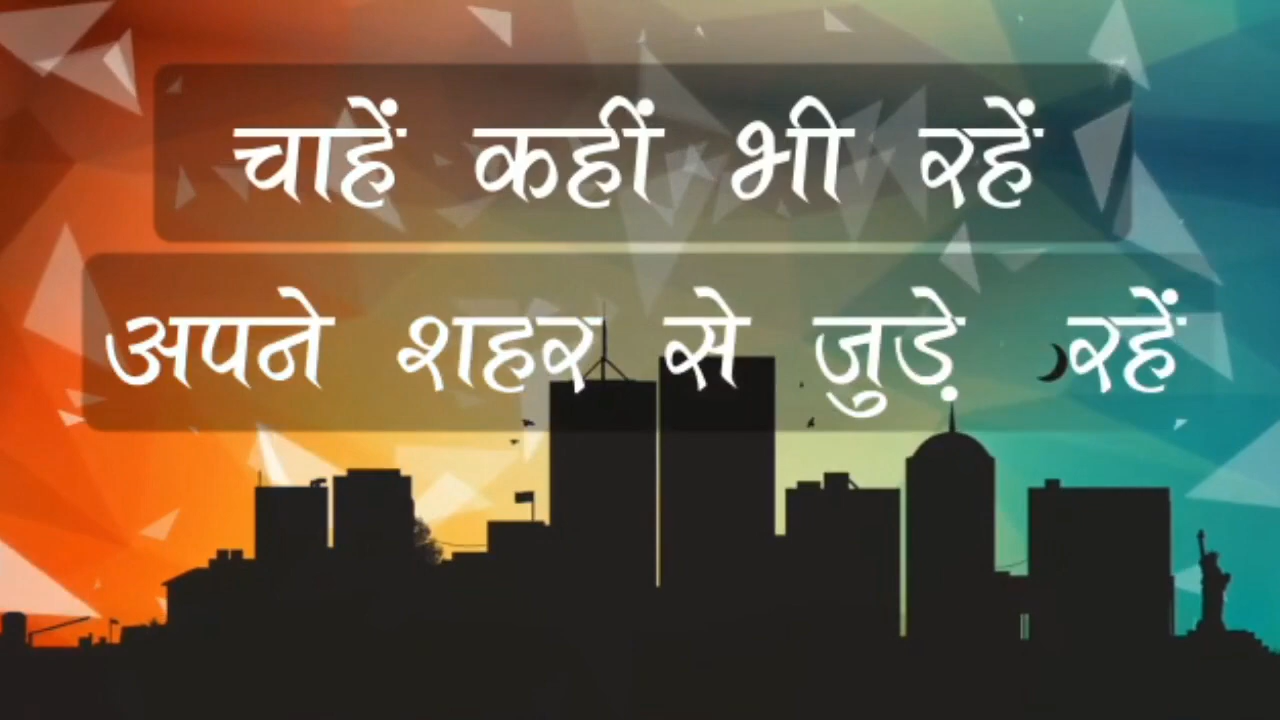 चाहें कहीं भी रहें
अपने शहर से जुड़े रहें